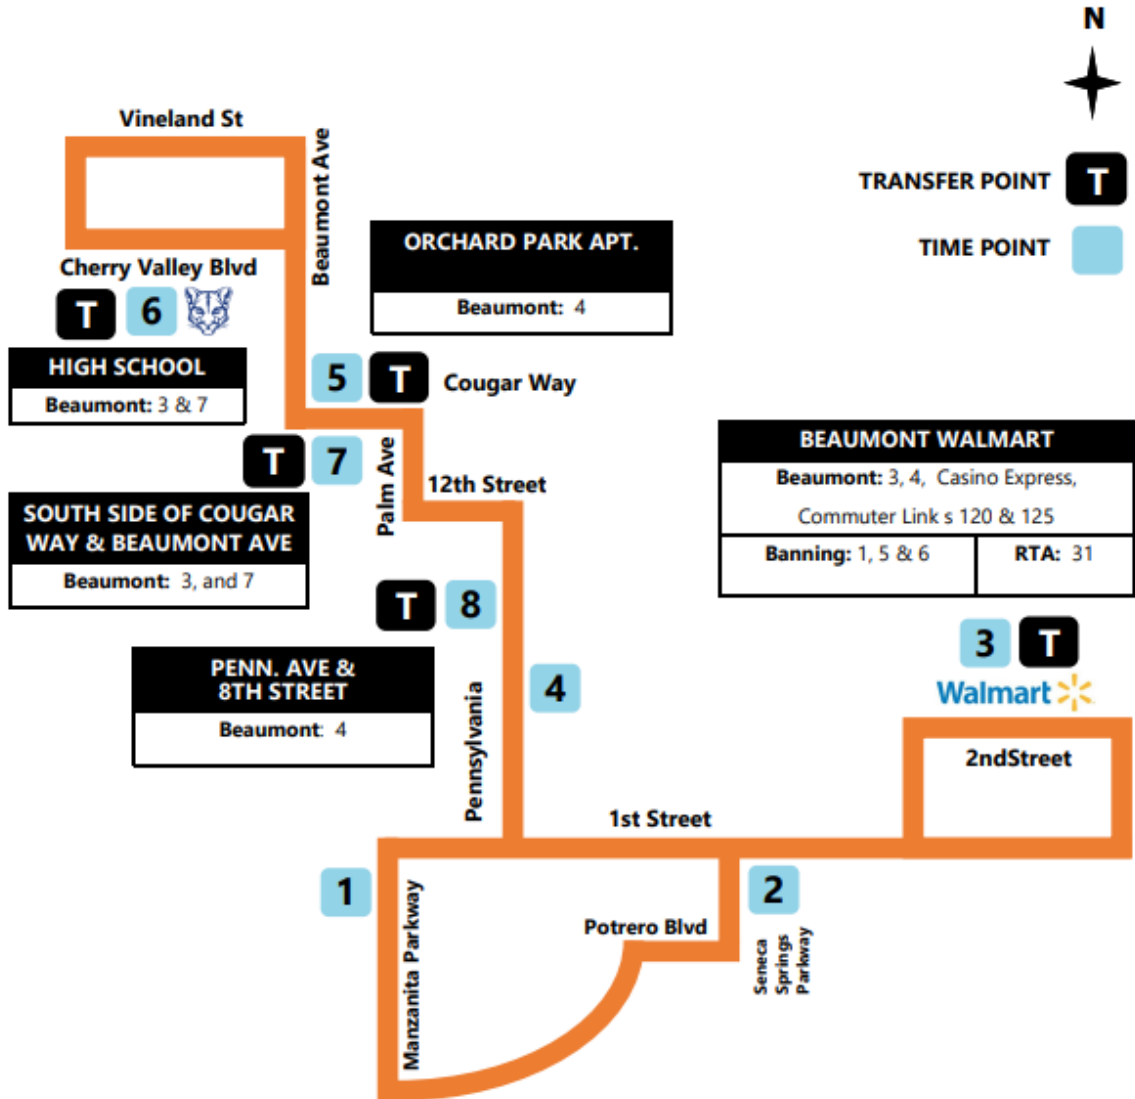 N
Vineland St
Beaumont Ave
TRANSFER POINT T
TIME POINT
ORCHARD PARK APT.
Beaumont: 4
Cherry Valley Blvd
T 6
HIGH SCHOOL
Beaumont: 3 & 7
5 T Cougar Way
T 7
Palm Ave
12th Street
SOUTH SIDE OF COUGAR
WAY & BEAUMONT AVE
Beaumont: 3, and 7
BEAUMONT WALMART
Beaumont: 3, 4, Casino Express,
Commuter Link s 120 & 125
Banning: 1, 5 & 6
RTA: 31
T 8
3 T
Walmart
PENN. AVE &
8TH STREET
Beaumont: 4
4
Pennsylvania
2ndStreet
1st Street
1
Manzanita Parkway
2
Potrero Blvd
Seneca
Springs
Parkway